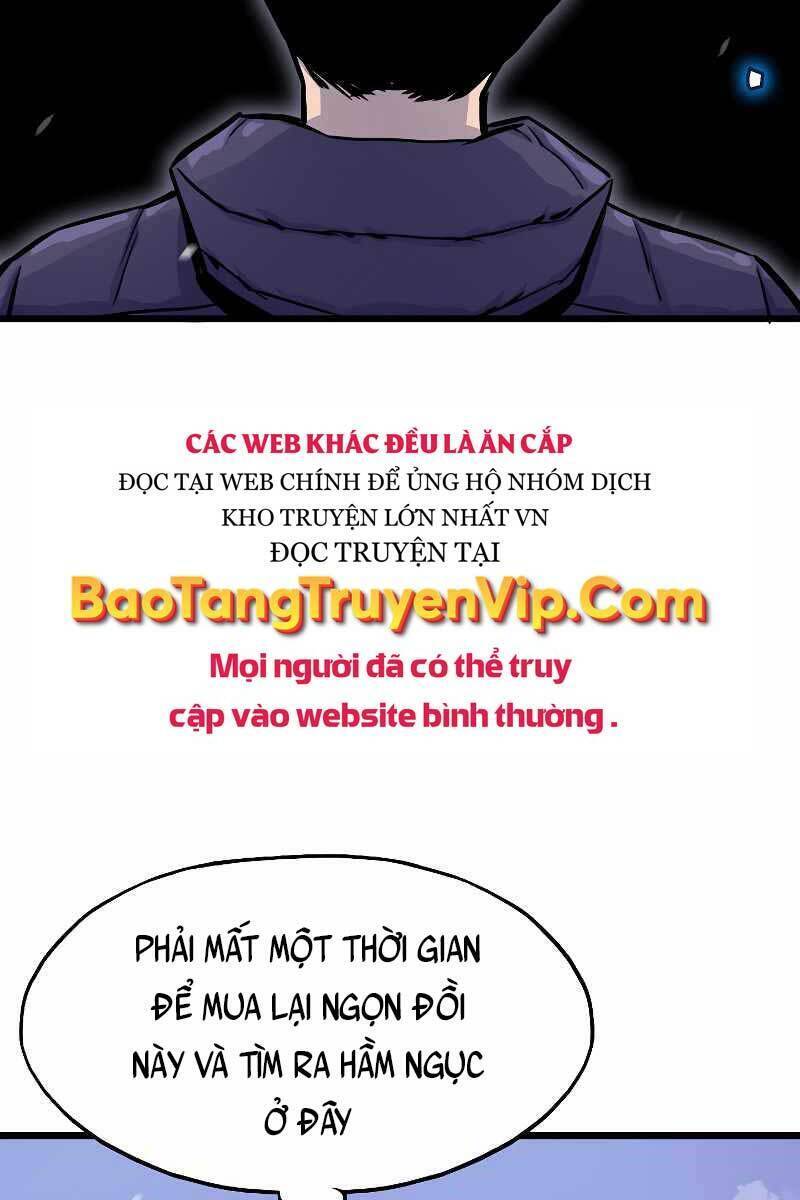 CÁC WEB KHÁC ĐỀU LÀ ĂN CẮP
ĐỌC TẠI WEB CHÍNH ĐỂ ỦNG HỘ NHÓM DỊCH
KHO TRUYỆN LỚN NHẤT VN
ĐỌC TRUYỆN TẠI
BaoTangTruyenVip.Com
Mọi người đã có thể truy
cập vào website bình thường.
PHẢI MẤT MỘT THỜI GIAN
ĐỂ MUA LẠI NGỌN ĐỒI
NÀY VÀ TÌM RA HẦM NGỤC
Ở ĐÂY